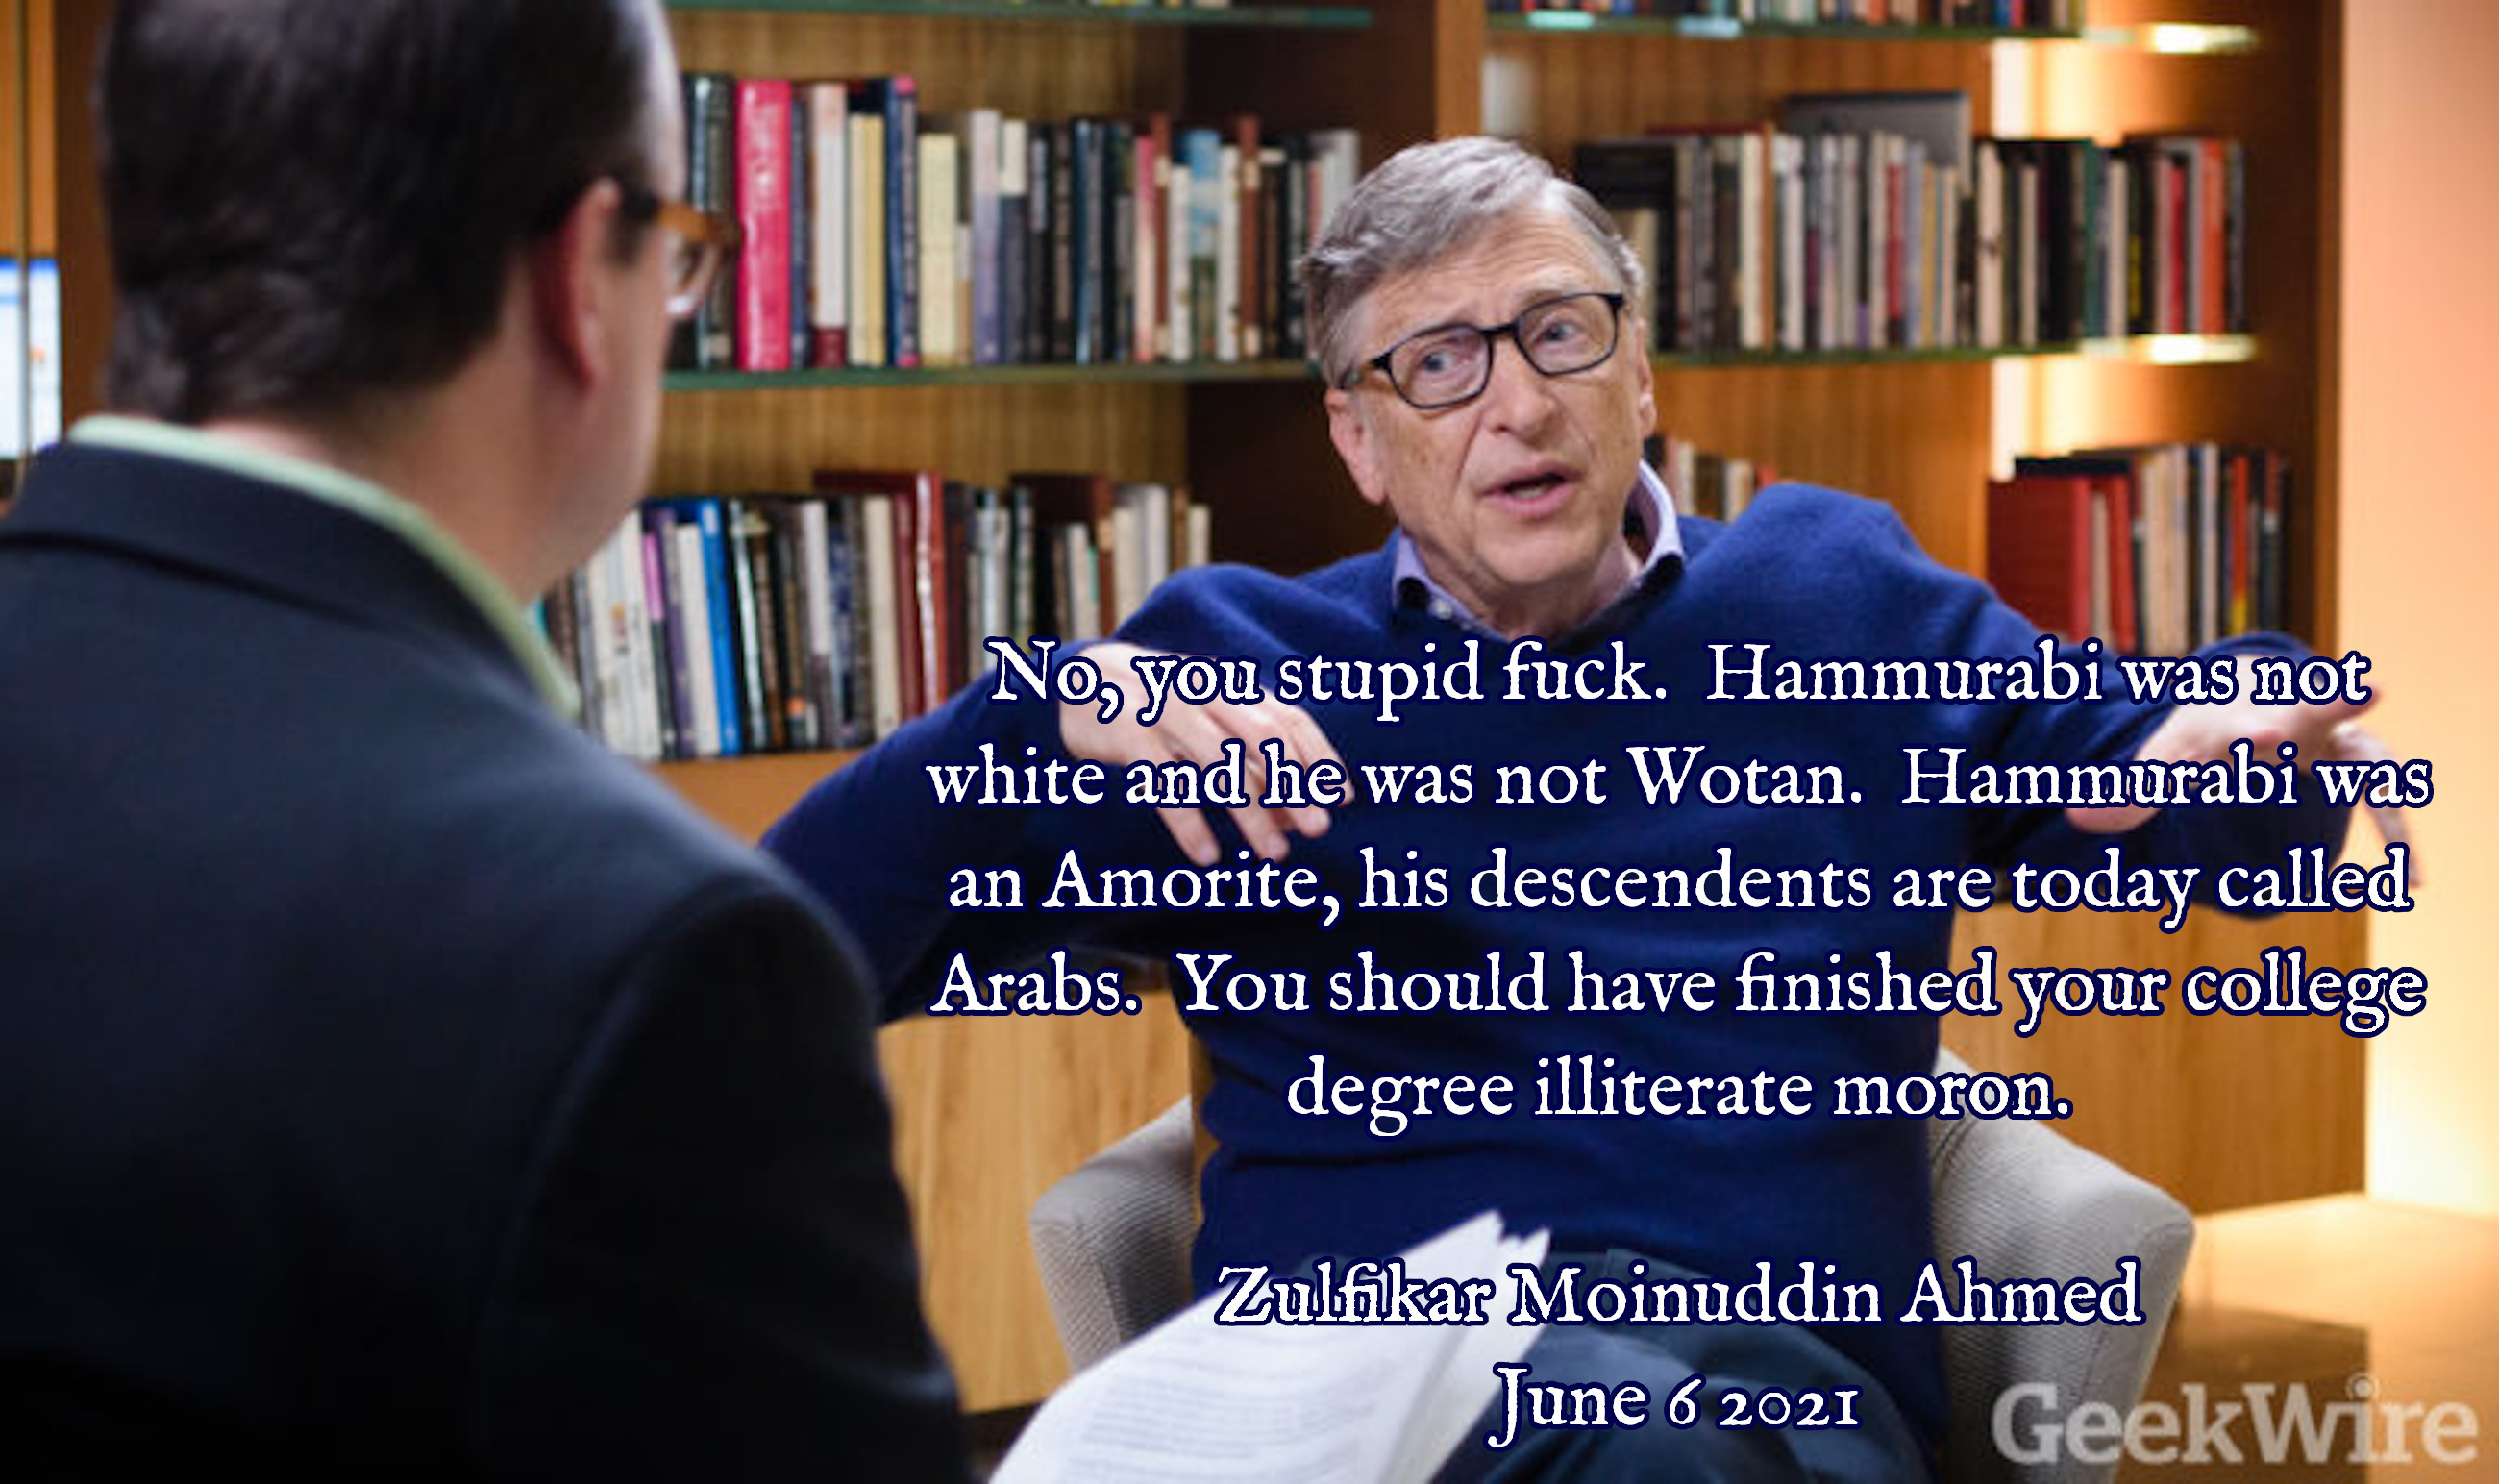 No, you stupid fuck.  Hammurabi was not
white and he was not Wotan.  Hammurabi was
an Amorite, his descendents are today called
Arabs.  You should have finished your college
degree illiterate moron.
Zulfikar Moinuddin Ahmed
June 6 2021
GeekWire